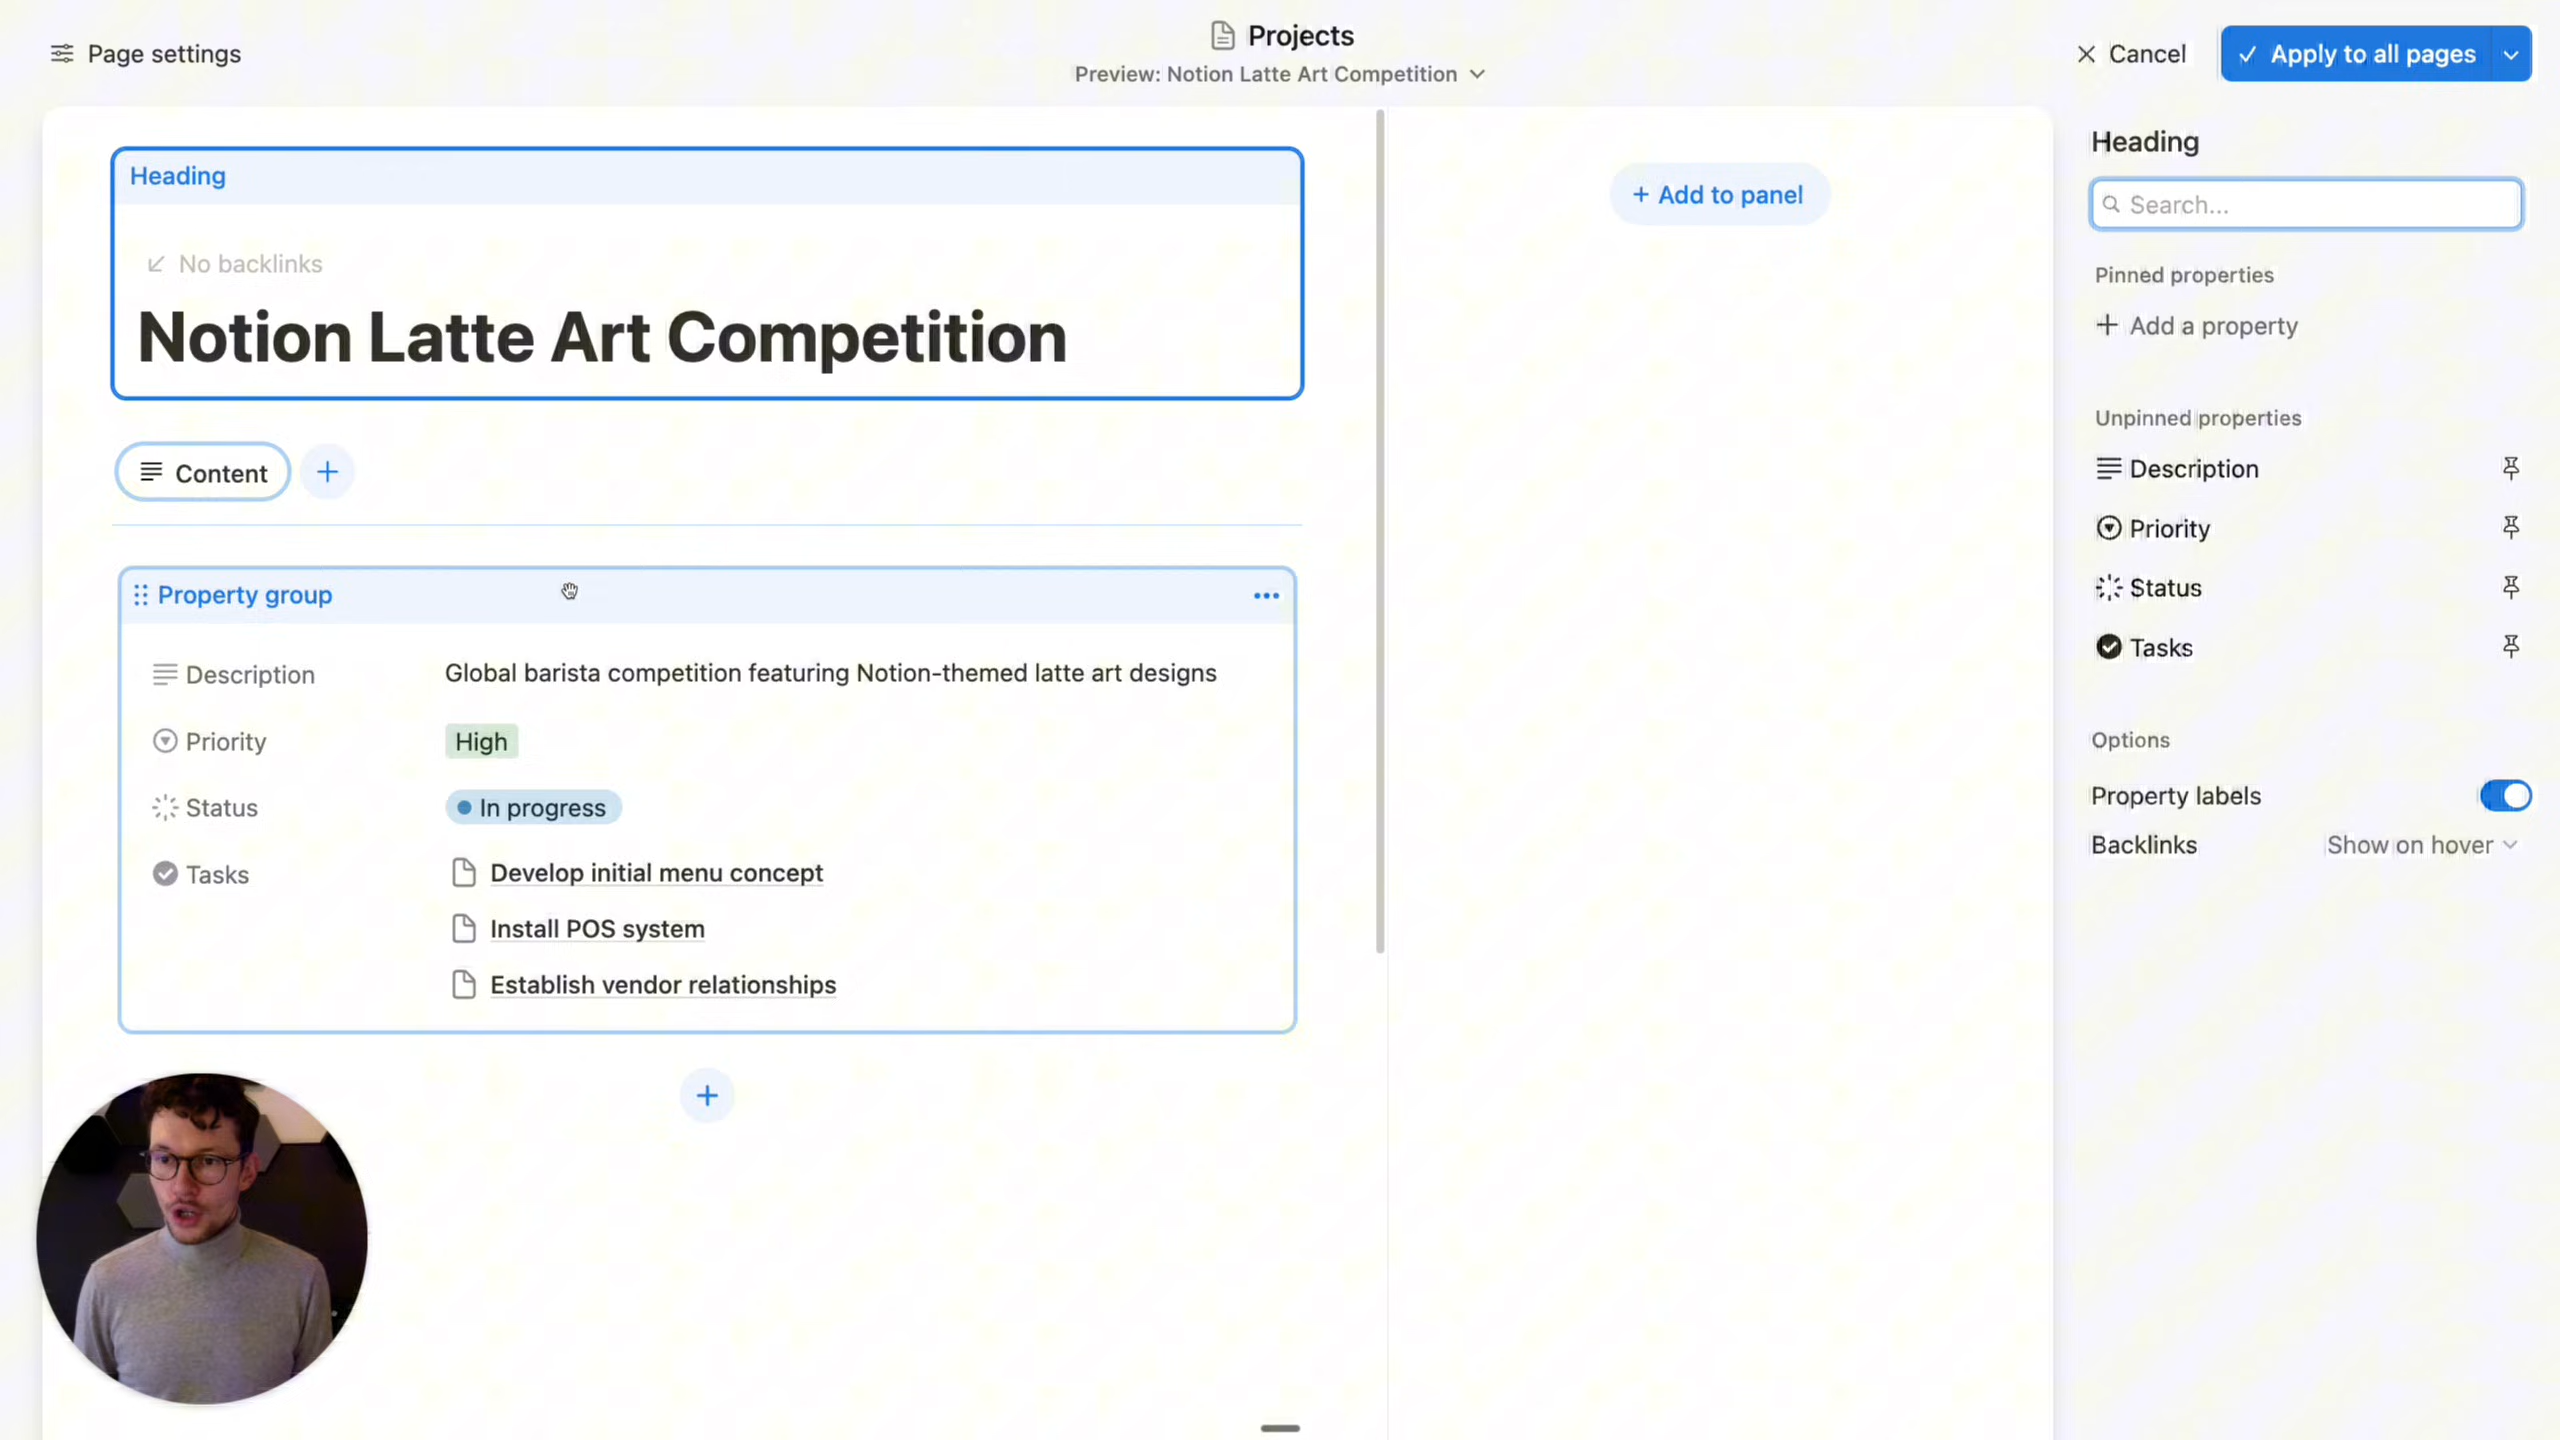 Page settings
Projects
Preview: Notion Latte Art Competition
Cancel
Apply to all pages
Heading
No backlinks
Notion Latte Art Competition
Content
Property group
Description
Global barista competition featuring Notion-themed latte art designs
Priority
High
Status
In progress
Tasks
Develop initial menu concept
Install POS system
Establish vendor relationships
+ Add to panel
Heading
Search...
Pinned properties
+ Add a property
Unpinned properties
Description
Priority
Status
Tasks
Options
Property labels
Backlinks Show on hover